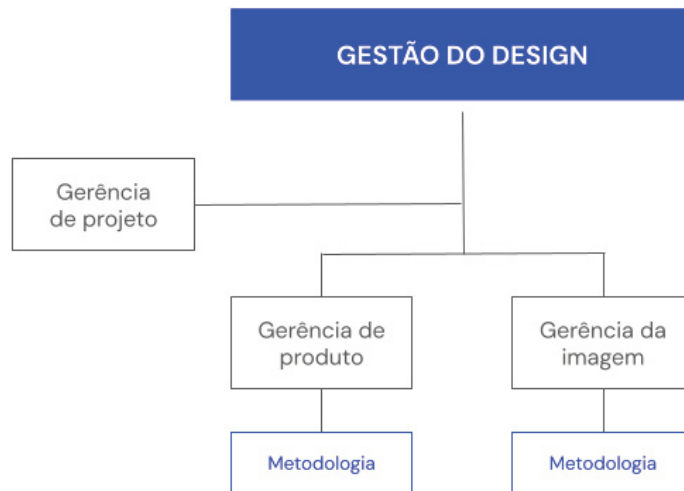 GESTÃO DO DESIGN
Gerência
de projeto
Gerência de
produto
Gerência da
imagem
Metodologia
Metodologia